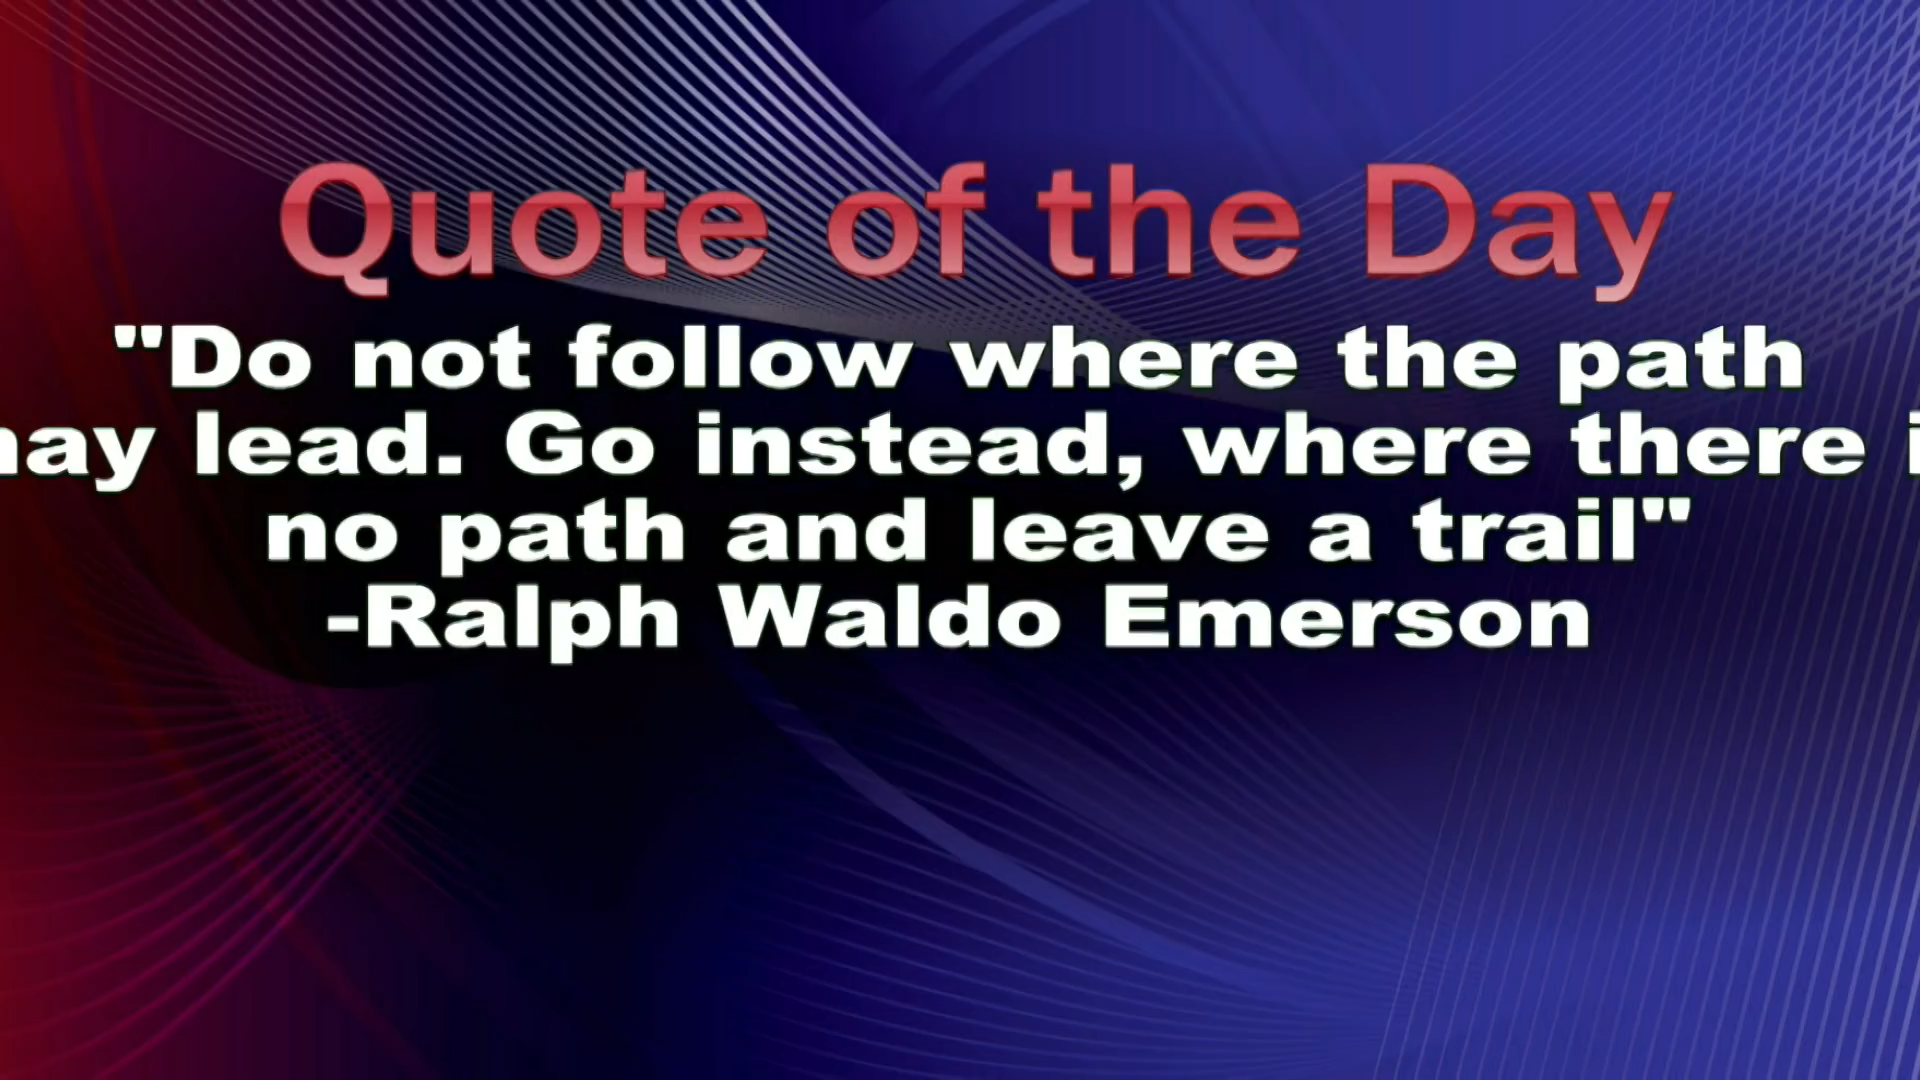 Quote of the Day
"Do not follow where the path
may lead. Go instead, where there i
no path and leave a trail"
-Ralph Waldo Emerson